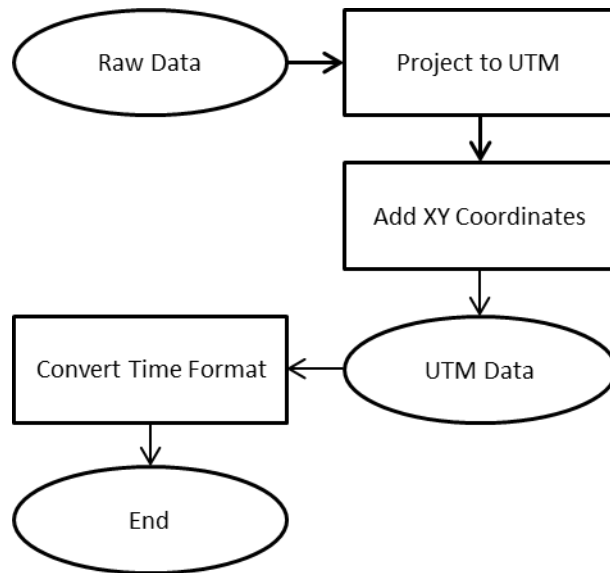 Raw Data
Project to UTM
Add XY Coordinates
UTM Data
Convert Time Format
End